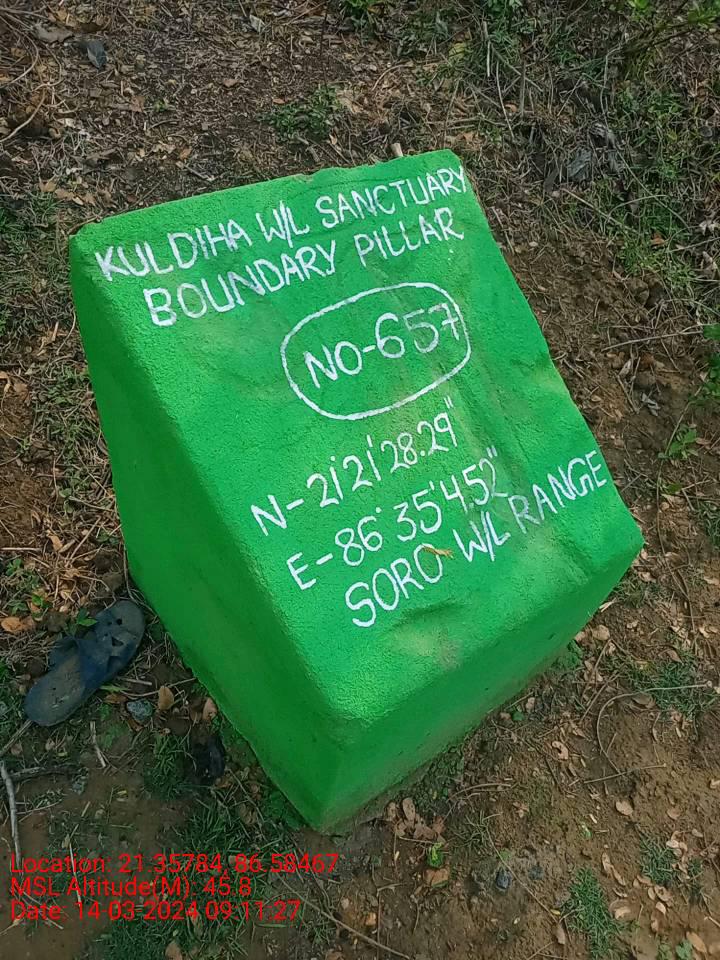 KULDIHA W/L SANCTUARY
BOUNDARY PILLAR
NO-657
N-21°21'28.29"
E-86°35'4.52"
SORO W/L RANGE
Location: 21.35784, 86.58467
MSL Altitude(M): 45.8
Date: 14-03-2024 09:11:27